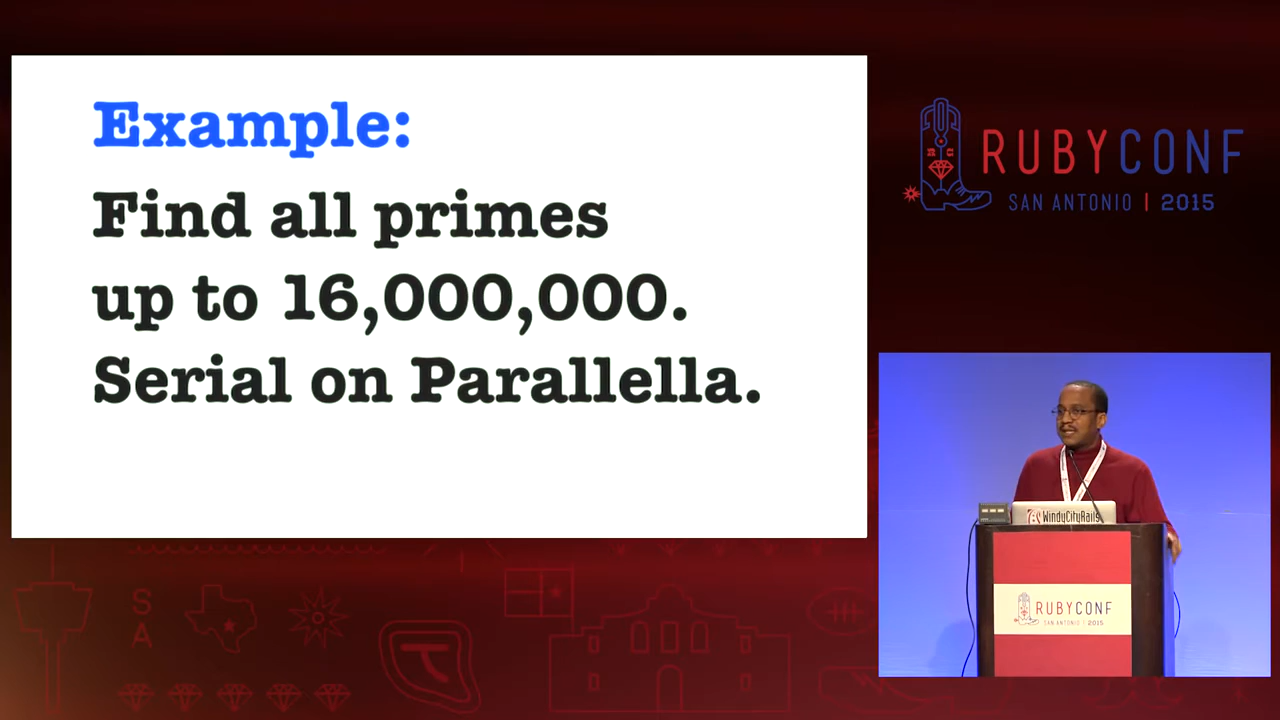 Example:
Find all primes
up to 16,000,000.
Serial on Parallella.
RUBYCONF
SAN ANTONIO | 2015
WindyCityRails
RUBYCONF
SAN ANTONIO | 2015
S
A